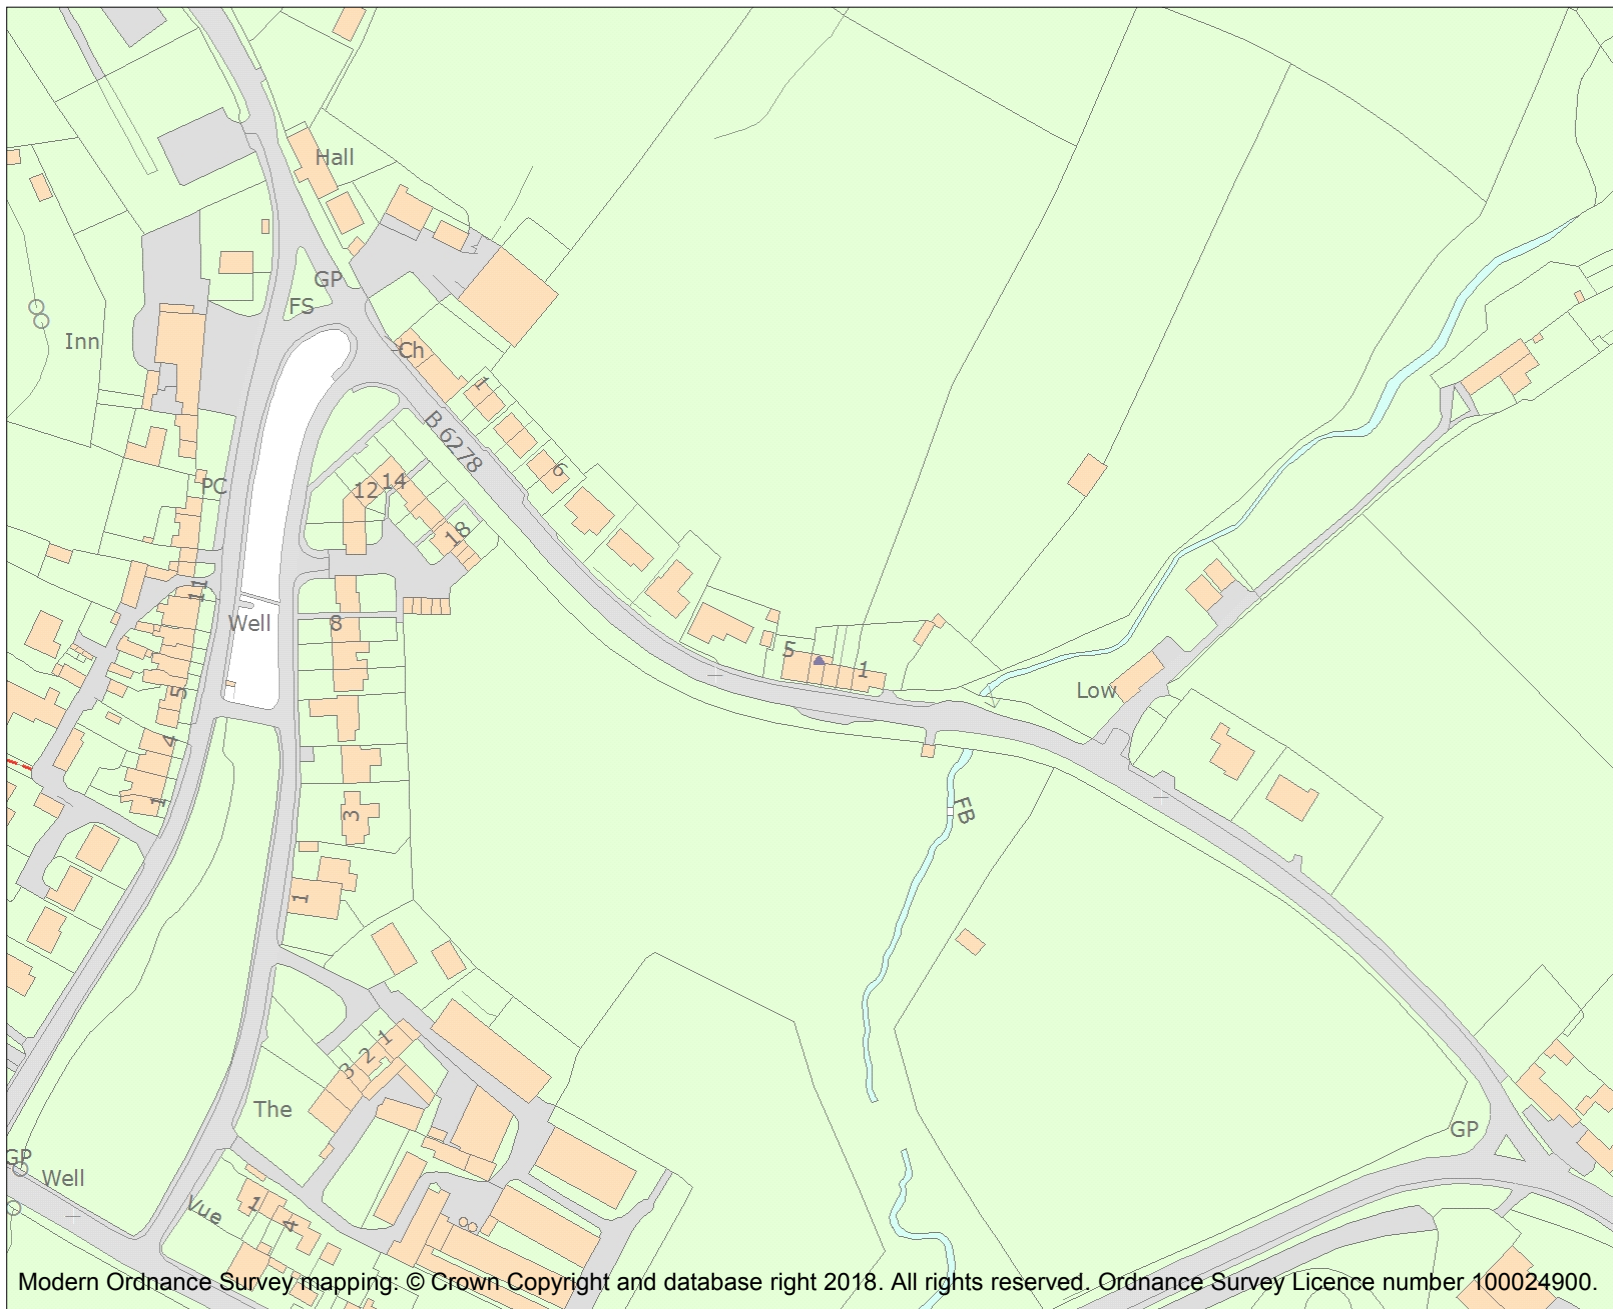 Hall
GP
FS
Inn
Ch
1
B 6278
6
12
14
PC
18
11
Well
8
5
1
Low
5
4
1
3
FB
1
1
2
3
The
GP
GP
Well
Vue
1
4
Modern Ordnance Survey mapping: © Crown Copyright and database right 2018. All rights reserved. Ordnance Survey Licence number 100024900.